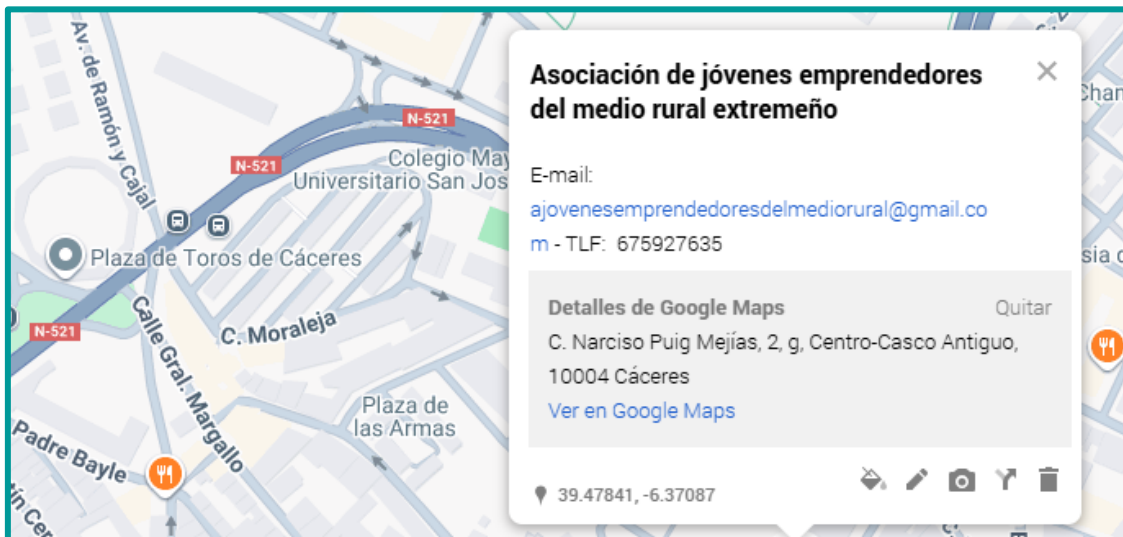 Av. de Ramón y Cajal
N-521
N-521
Colegio May
Universitario San Jos
Plaza de Toros de Cáceres
N-521
C. Moraleja
Calle Gral. Margallo
Plaza de
las Armas
Padre Bayle
Asociación de jóvenes emprendedores
del medio rural extremeño
E-mail:
ajovenesemprendedoresdelmediorural@gmail.co
m - TLF: 675927635
Detalles de Google Maps
Quitar
C. Narciso Puig Mejías, 2, g, Centro-Casco Antiguo,
10004 Cáceres
Ver en Google Maps
39.47841, -6.37087